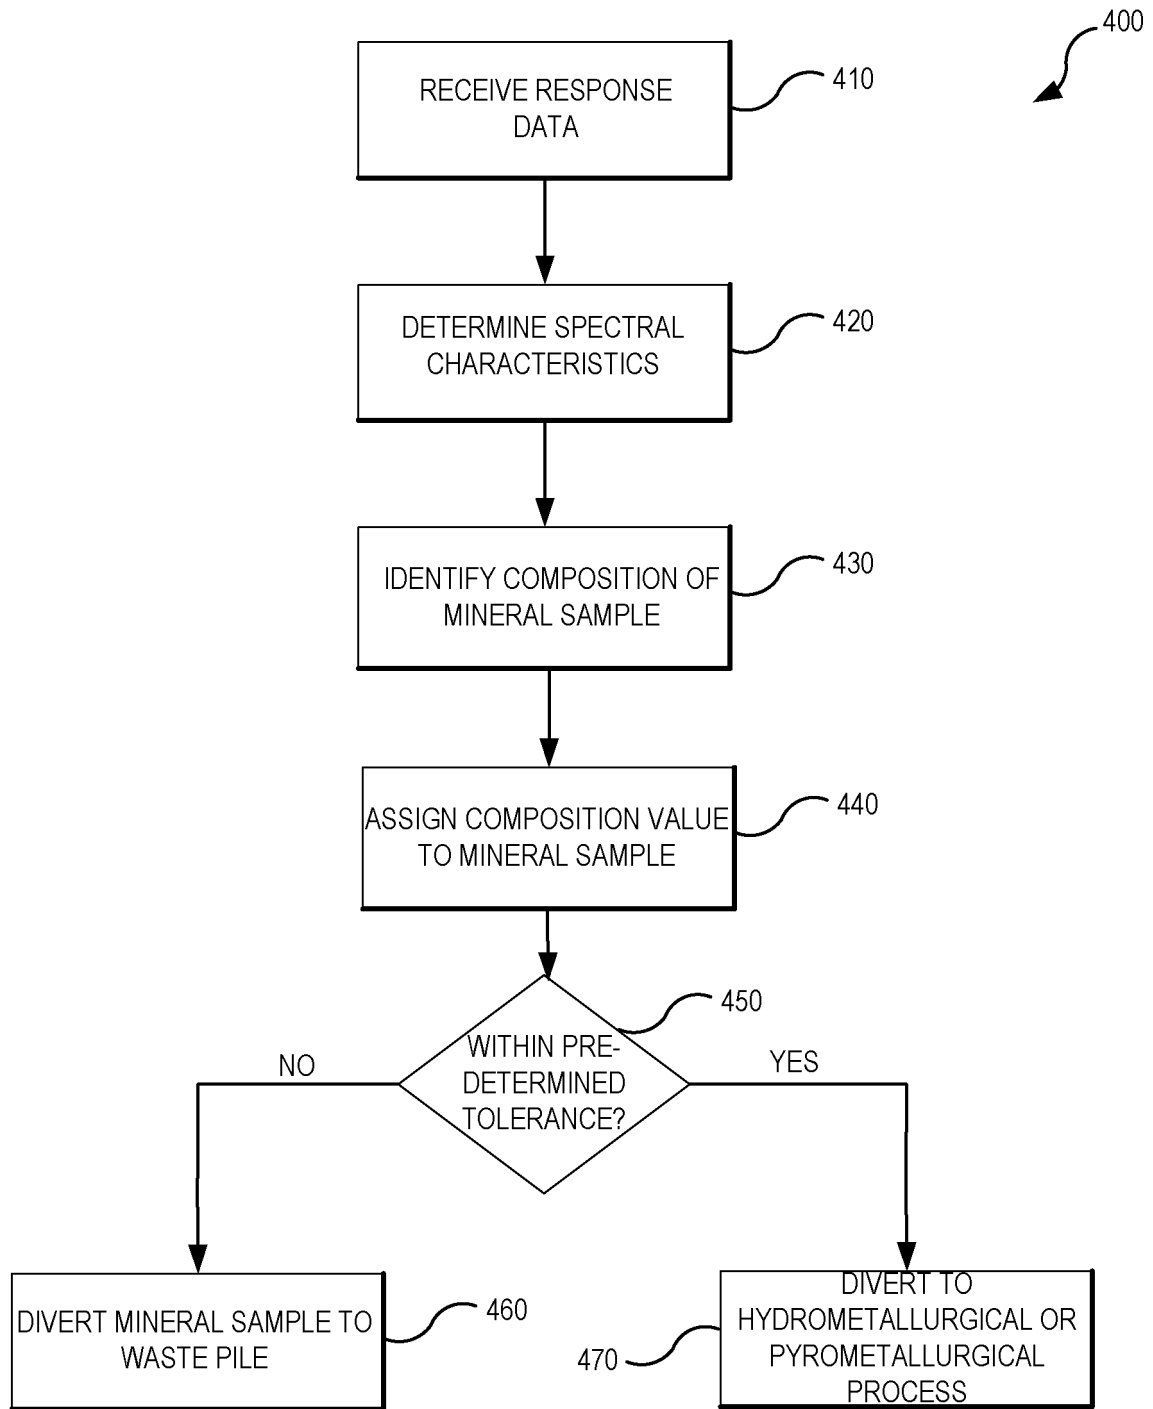 400
RECEIVE RESPONSE
DATA
410
DETERMINE SPECTRAL
CHARACTERISTICS
420
IDENTIFY COMPOSITION OF
MINERAL SAMPLE
430
ASSIGN COMPOSITION VALUE
TO MINERAL SAMPLE
440
WITHIN PRE-
DETERMINED
TOLERANCE?
450
NO
YES
DIVERT MINERAL SAMPLE TO
WASTE PILE
460
DIVERT TO
HYDROMETALLURGICAL OR
PYROMETALLURGICAL
PROCESS
470